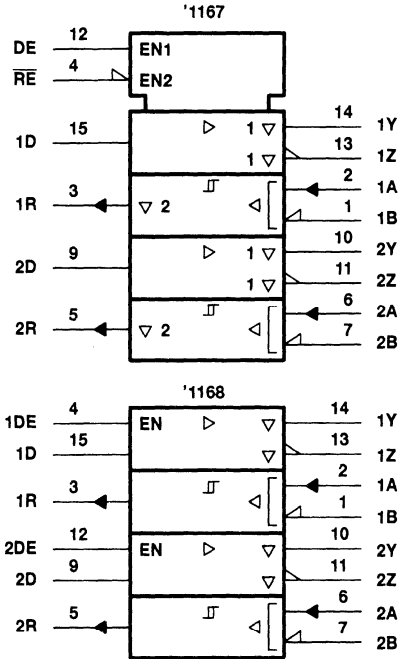 '1167
DE 12 EN1
RE 4 EN2
1D 15 1 14 1Y
1 13 1Z
1R 3 2 2 1A
1 1B
2D 9 1 10 2Y
1 11 2Z
2R 5 2 6 2A
7 2B
'1168
1DE 4 EN 14 1Y
1D 15 13 1Z
1R 3 2 1A
1 1B
2DE 12 EN 10 2Y
2D 9 11 2Z
2R 5 6 2A
7 2B